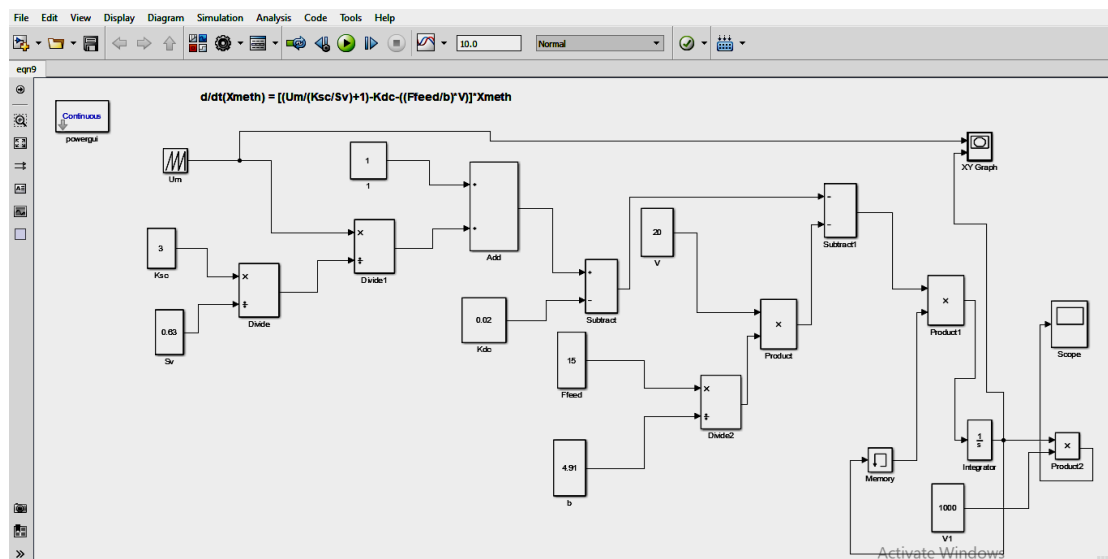 File Edit View Display Diagram Simulation Analysis Code Tools Help
10.0 Normal
eqn9
d/dt(Xmeth) = [(Um/(Ksc/Sv)+1)-Kdc-((Ffeed/b)*V)]*Xmeth
Continuous
powergui
Um
1
1
XY Graph
3
Ksc
Divide1
Add
20
V
Subtract1
0.63
Sv
Divide
0.02
Kdc
Subtract
Product
Product1
Scope
15
Ffeed
Divide2
4.91
b
Memory
1
s
Integrator
Product2
1000
V1
Activate Windows